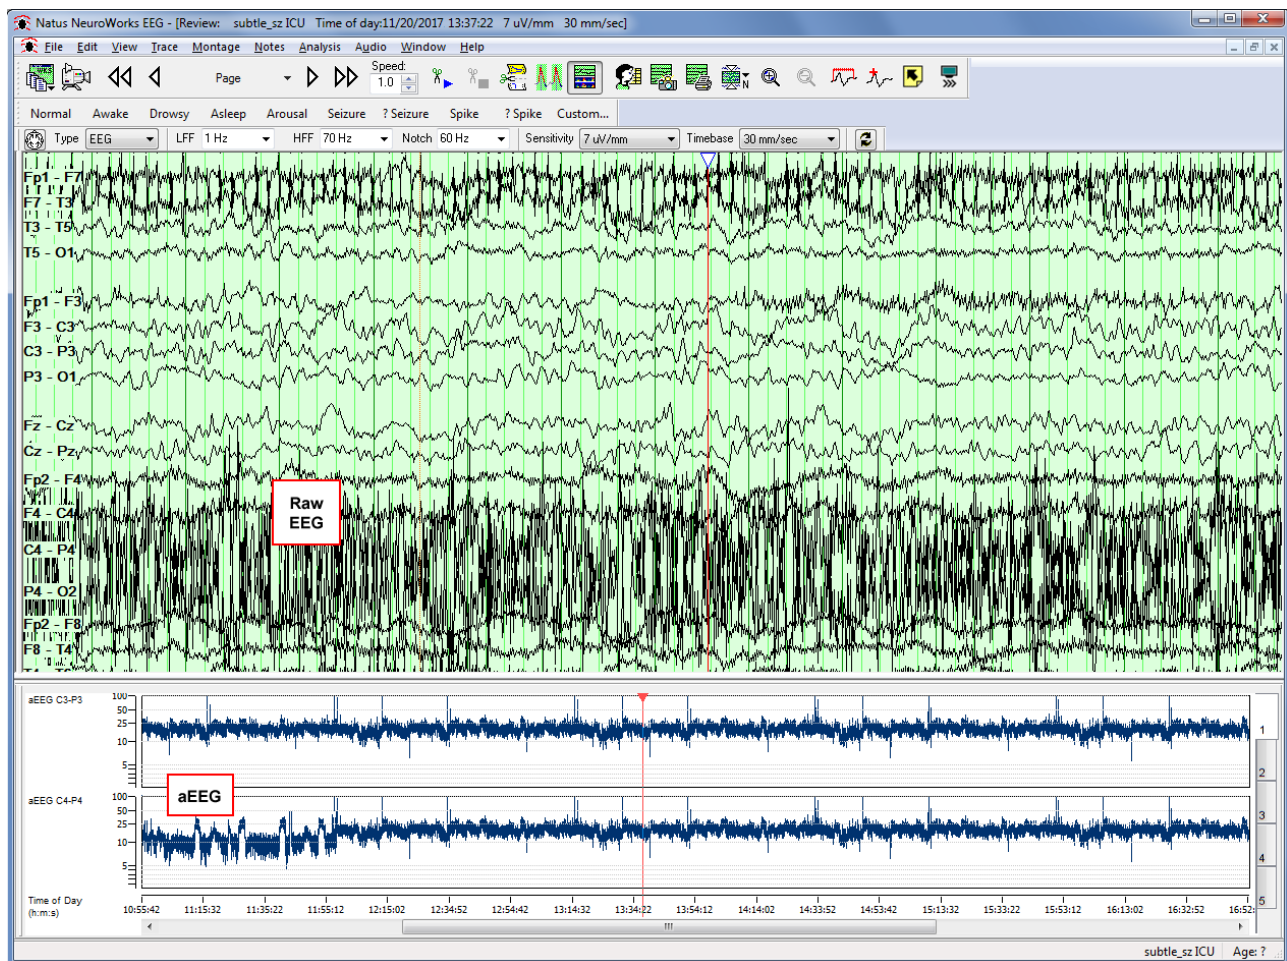 Natus NeuroWorks EEG - [Review: subtle_sz ICU Time of day:11/20/2017 13:37:22 7 uV/mm 30 mm/sec]
File Edit View Trace Montage Notes Analysis Audio Window Help
Page Speed: 1.0
Normal Awake Drowsy Asleep Arousal Seizure ? Seizure Spike ? Spike Custom...
Type EEG LFF 1 Hz HFF 70 Hz Notch 60 Hz Sensitivity 7 uV/mm Timebase 30 mm/sec
Fp1 - F7
F7 - T3
T3 - T5
T5 - O1
Fp1 - F3
F3 - C3
C3 - P3
P3 - O1
Fz - Cz
Cz - Pz
Fp2 - F4
Raw
EEG
F4 - C4
C4 - P4
P4 - O2
Fp2 - F8
F8 - T4
aEEG C3-P3
100
50
25
10
5
1
2
aEEG
aEEG C4-P4
100
50
25
10
5
3
4
5
Time of Day
(h:m:s)
10:55:42 11:15:32 11:35:22 11:55:12 12:15:02 12:34:52 12:54:42 13:14:32 13:34:22 13:54:12 14:14:02 14:33:52 14:53:42 15:13:32 15:33:22 15:53:12 16:13:02 16:32:52 16:52:
subtle_sz ICU Age: ?